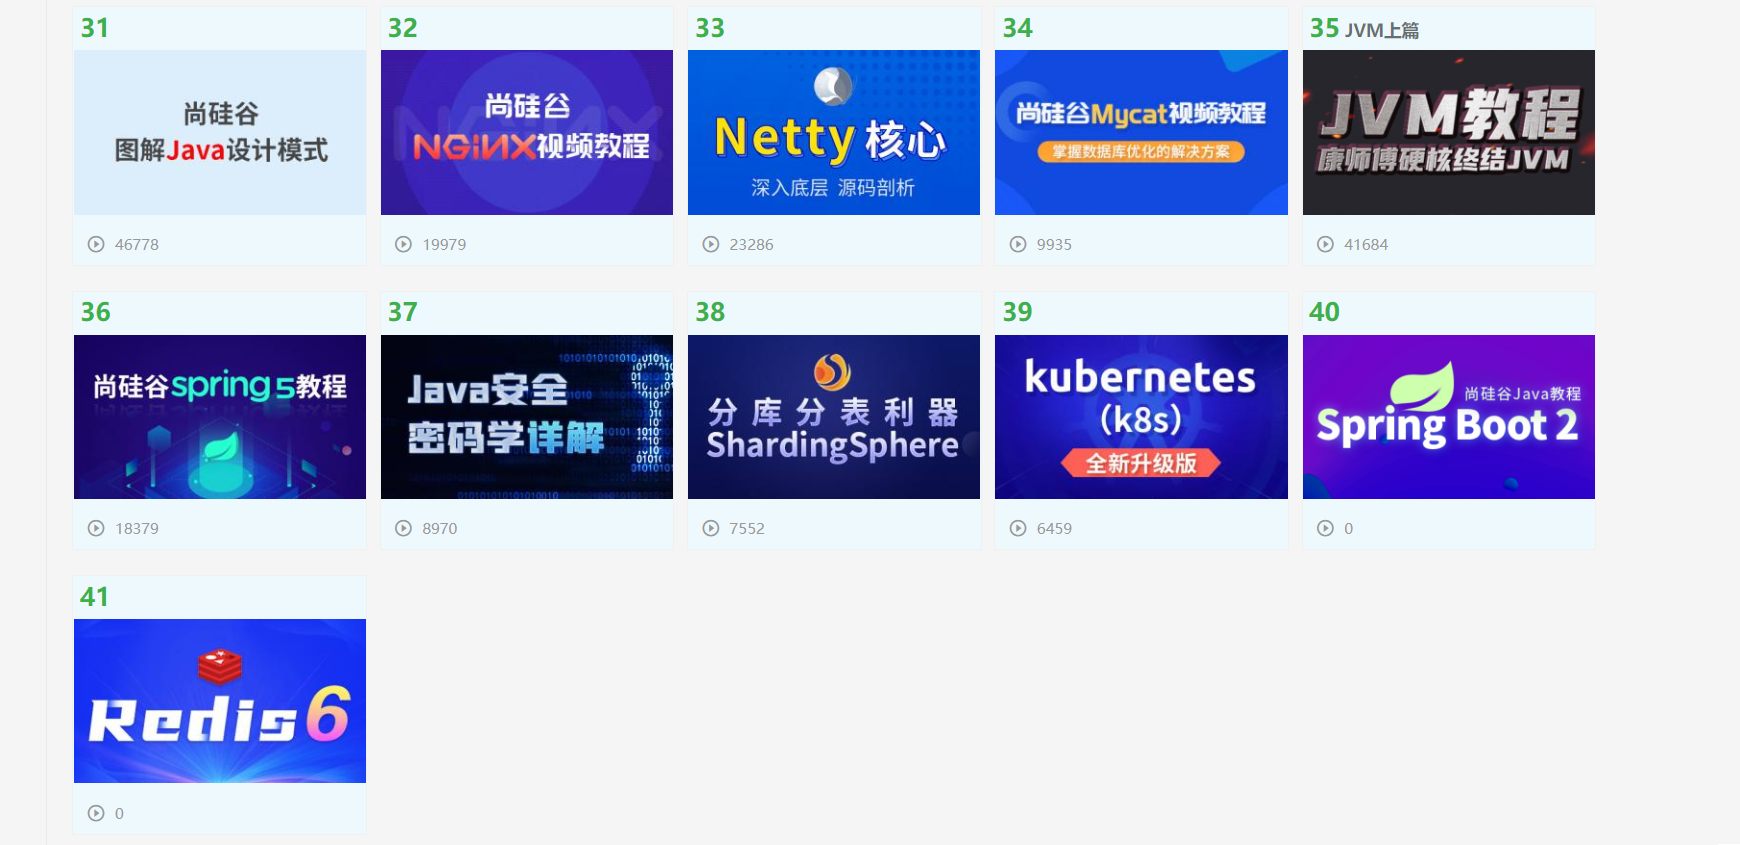 31
尚硅谷
图解Java设计模式
46778
32
尚硅谷
NGINX视频教程
19979
33
Netty核心
深入底层 源码剖析
23286
34
尚硅谷Mycat视频教程
掌握数据库优化的解决方案
9935
35 JVM上篇
JVM教程
康师傅硬核终结JVM
41684
36
尚硅谷spring5教程
18379
37
Java安全
密码学详解
8970
38
分库分表利器
ShardingSphere
7552
39
kubernetes
(k8s)
全新升级版
6459
40
尚硅谷Java教程
Spring Boot 2
0
41
Redis6
0